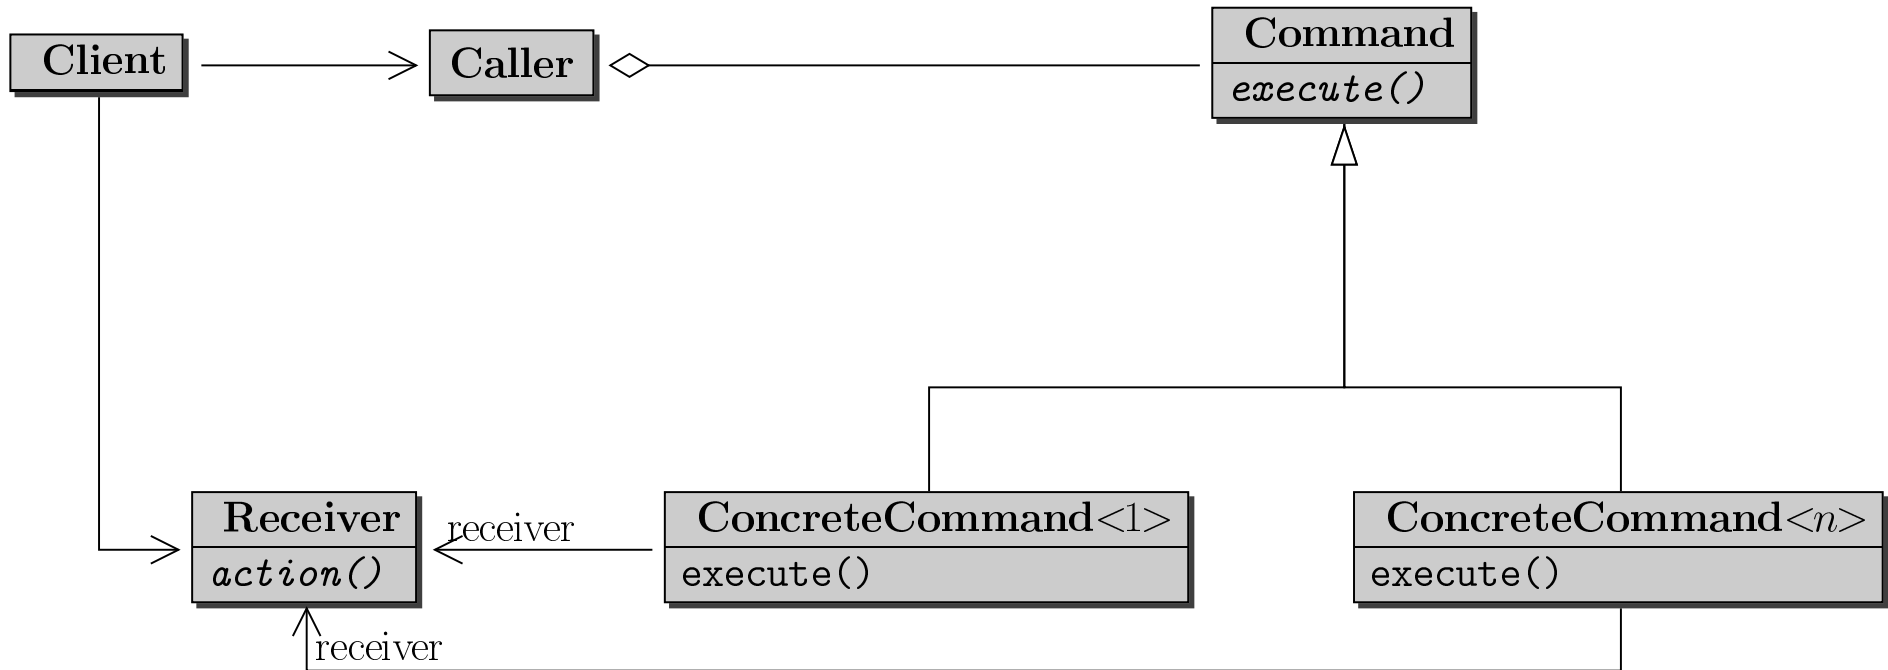 Client
Caller
Command
execute()
Receiver
action()
receiver
ConcreteCommand<1>
execute()
ConcreteCommand<n>
execute()
receiver